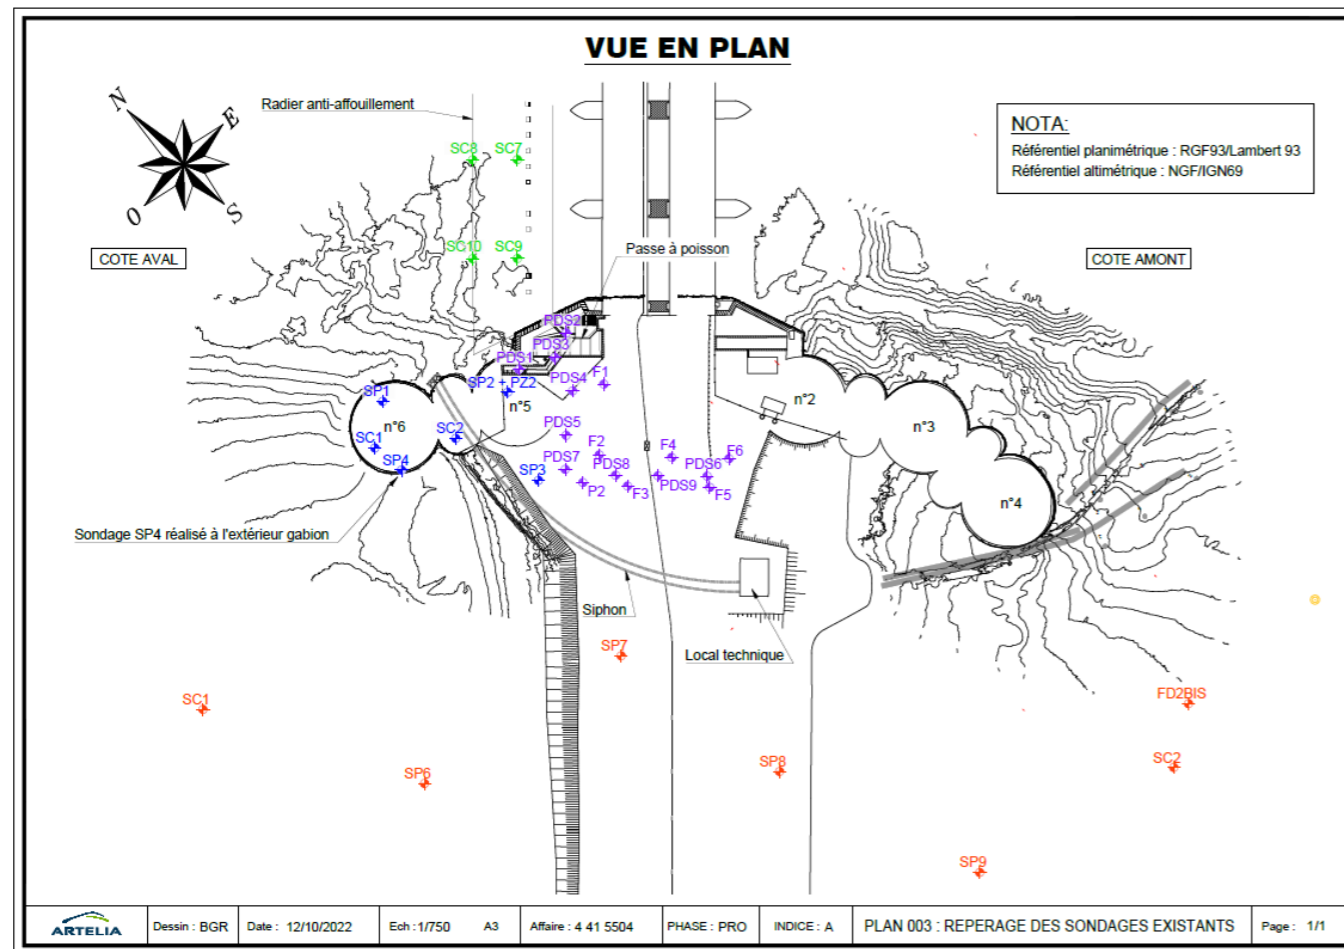 VUE EN PLAN
N
E
O
S
Radier anti-affouillement
NOTA:
Référentiel planimétrique : RGF93/Lambert 93
Référentiel altimétrique : NGF/IGN69
SC8
SC7
COTE AVAL
SC10
SC9
Passe à poisson
COTE AMONT
PDS2
PDS3
PDS1
SP2 + PZ2
PDS4
F1
SP1
n°6
n°5
n°2
n°3
n°4
SC1
SC2
SP4
PDS5
F2
F4
F6
PDS7
PDS8
PDS6
SP3
P2
F3
PDS9
F5
Sondage SP4 réalisé à l'extérieur gabion
Siphon
Local technique
SP7
SC1
FD2BIS
SP6
SP8
SC2
SP9
ARTELIA
Dessin : BGR
Date : 12/10/2022
Ech : 1/750 A3
Affaire : 4 41 5504
PHASE : PRO
INDICE : A
PLAN 003 : REPERAGE DES SONDAGES EXISTANTS
Page : 1/1